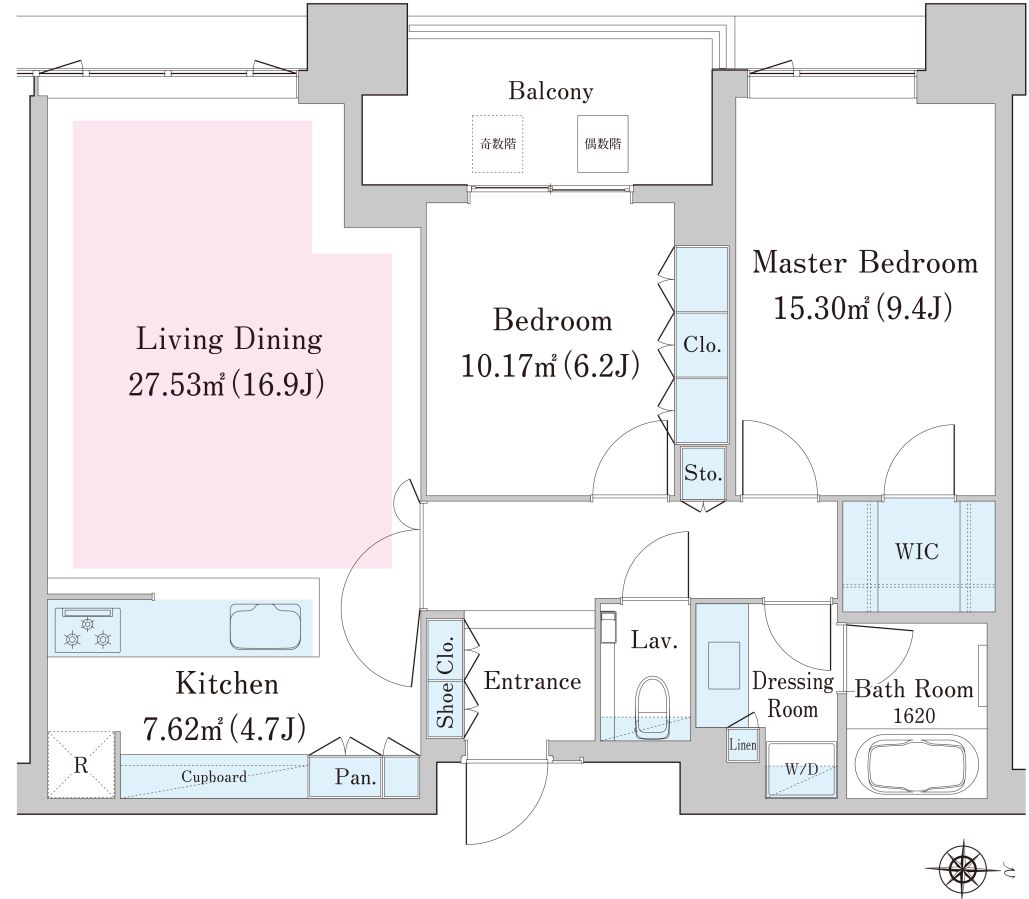 Balcony
奇数階
偶数階
Master Bedroom
15.30㎡(9.4J)
Bedroom
10.17㎡(6.2J)
Living Dining
27.53㎡(16.9J)
Clo.
Sto.
WIC
Lav.
Shoe Clo.
Entrance
Kitchen
7.62㎡(4.7J)
Dressing
Room
Bath Room
1620
Linen
W/D
R
Cupboard
Pan.
N